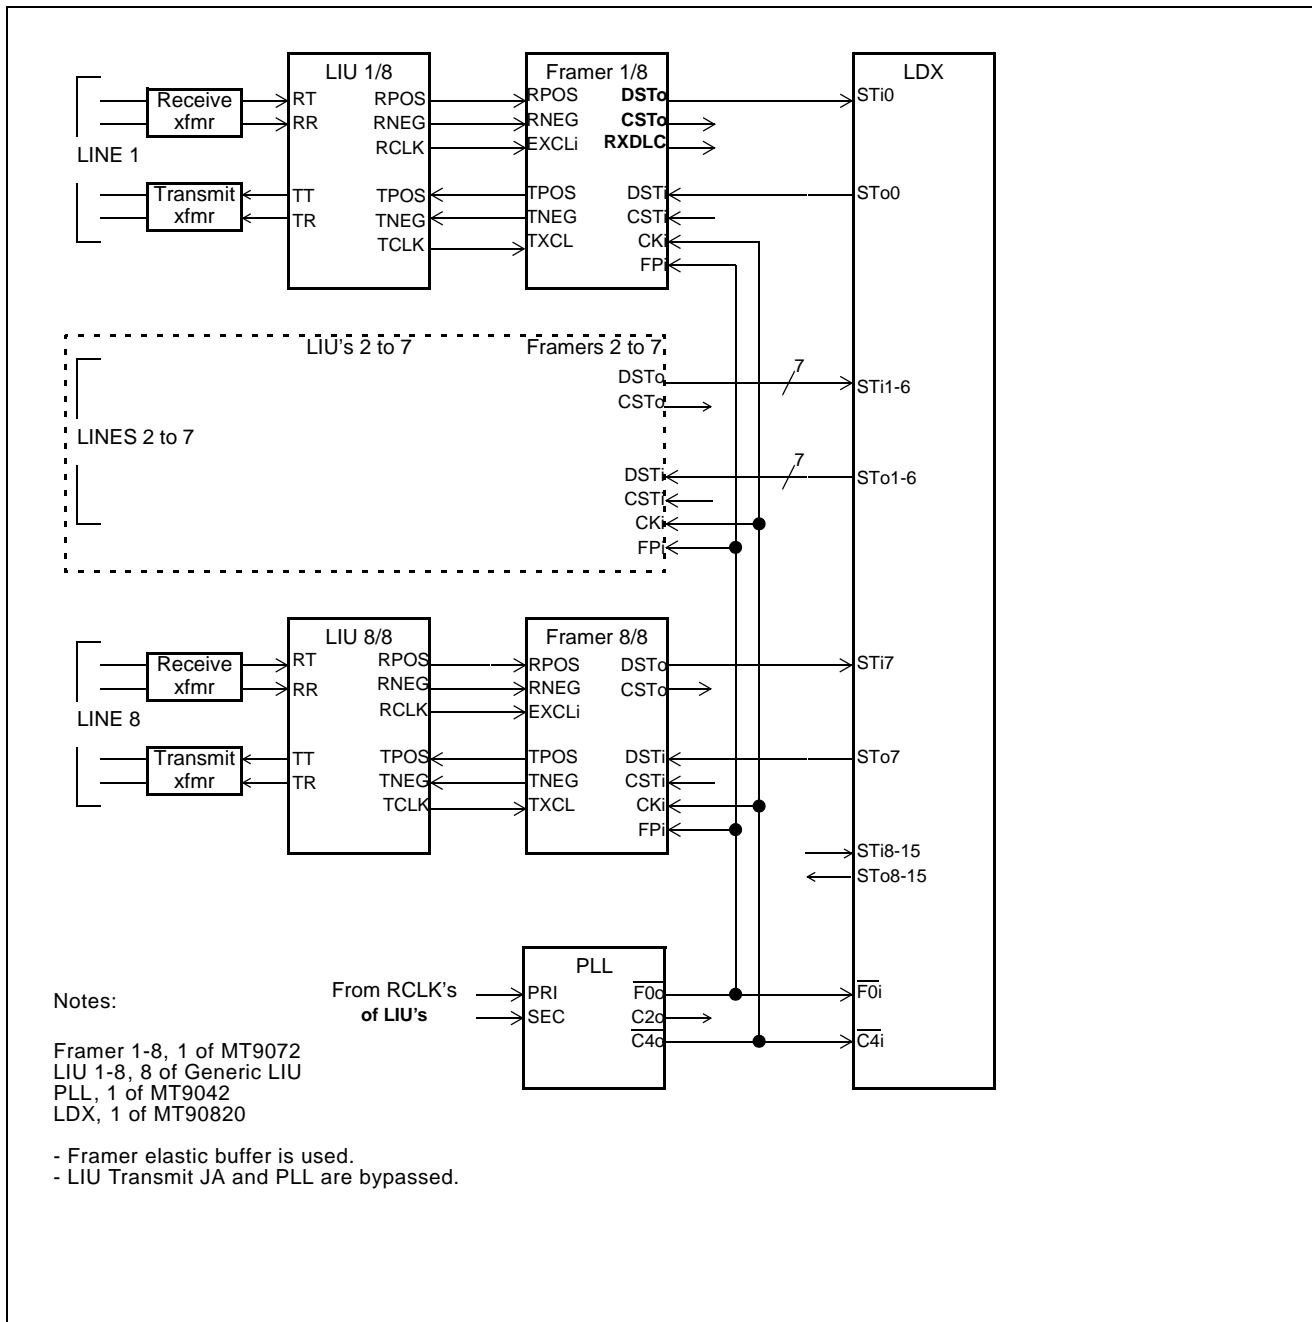 LIU 1/8
Framer 1/8
LDX
Receive
xfmr
RT
RR
RPOS
RNEG
RCLK
RPOS
RNEG
EXCLi
DSTo
CSTo
RXDLC
STi0
LINE 1
Transmit
xfmr
TT
TR
TPOS
TNEG
TCLK
TPOS
TNEG
TXCL
DSTi
CSTi
CKi
FPi
STo0
LIU's 2 to 7
Framers 2 to 7
DSTo
CSTo
7
STi1-6
LINES 2 to 7
DSTi
CSTi
CKi
FPi
7
STo1-6
LIU 8/8
Framer 8/8
Receive
xfmr
RT
RR
RPOS
RNEG
RCLK
RPOS
RNEG
EXCLi
DSTo
CSTo
STi7
LINE 8
Transmit
xfmr
TT
TR
TPOS
TNEG
TCLK
TPOS
TNEG
TXCL
DSTi
CSTi
CKi
FPi
STo7
STi8-15
STo8-15
PLL
From RCLK's
of LIU's
PRI
SEC
F0o
C2o
C4o
F0i
C4i
Notes:
Framer 1-8, 1 of MT9072
LIU 1-8, 8 of Generic LIU
PLL, 1 of MT9042
LDX, 1 of MT90820
- Framer elastic buffer is used.
- LIU Transmit JA and PLL are bypassed.